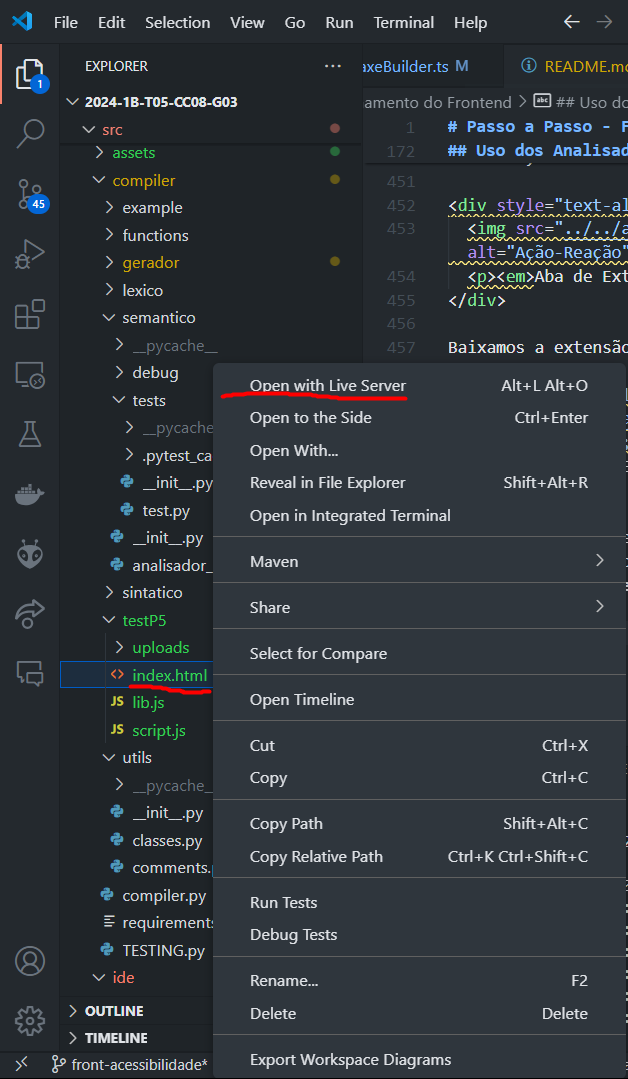 File Edit Selection View Go Run Terminal Help
EXPLORER
axeBuilder.ts M
README.mc
2024-1B-T05-CC08-G03
amento do Frontend > abc ## Uso do
src
1 # Passo a Passo - F
assets
172 ## Uso dos Analisad
compiler
451
example
452 <div style="text-al
functions
453 <img src="../../a
gerador
alt="Ação-Reação"
lexico
454 <p><em>Aba de Ext
455 </div>
semantico
456
__pycache__
457 Baixamos a extensão
debug
tests
__pycache
.pytest_ca
__init__.py
test.py
__init__.py
analisador_
sintatico
testP5
uploads
index.html
JS lib.js
JS script.js
utils
__pycache__
__init__.py
classes.py
comments.
compiler.py
requirements
TESTING.py
ide
OUTLINE
TIMELINE
Open with Live Server Alt+L Alt+O
Open to the Side Ctrl+Enter
Open With...
Reveal in File Explorer Shift+Alt+R
Open in Integrated Terminal
Maven
Share
Select for Compare
Open Timeline
Cut Ctrl+X
Copy Ctrl+C
Copy Path Shift+Alt+C
Copy Relative Path Ctrl+K Ctrl+Shift+C
Run Tests
Debug Tests
Rename... F2
Delete Delete
Export Workspace Diagrams
1
45
front-acessibilidade*